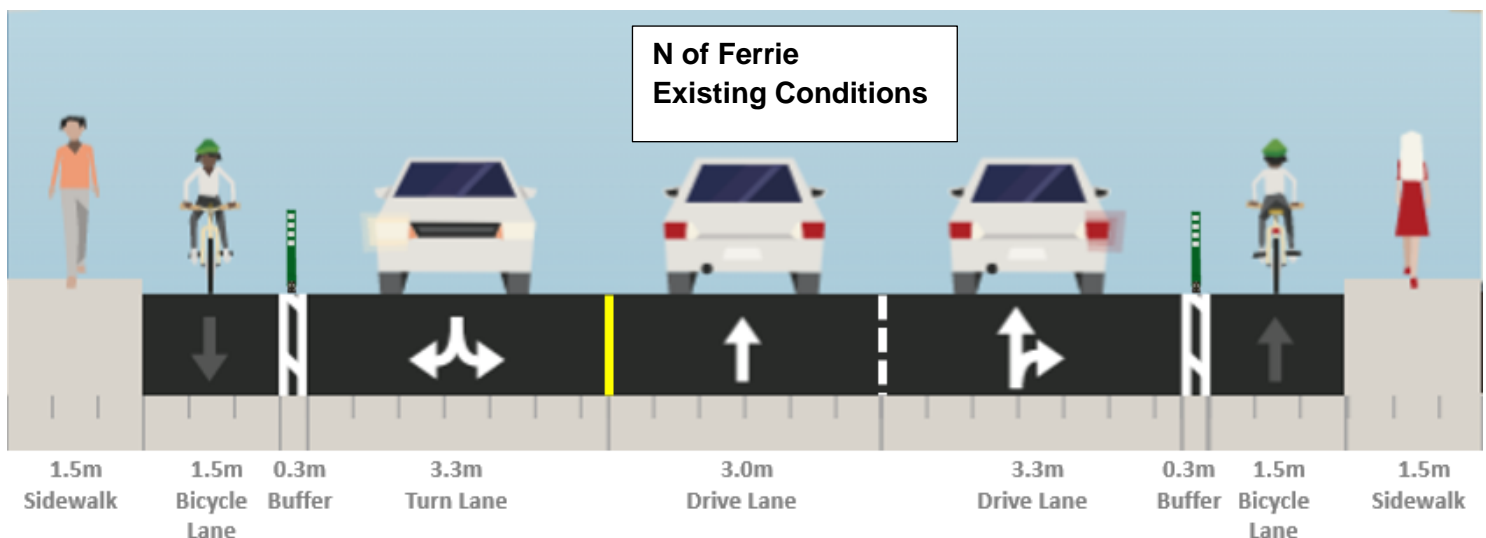 N of Ferrie
Existing Conditions
1.5m
Sidewalk
1.5m
Bicycle
Lane
0.3m
Buffer
3.3m
Turn Lane
3.0m
Drive Lane
3.3m
Drive Lane
0.3m
Buffer
1.5m
Bicycle
Lane
1.5m
Sidewalk